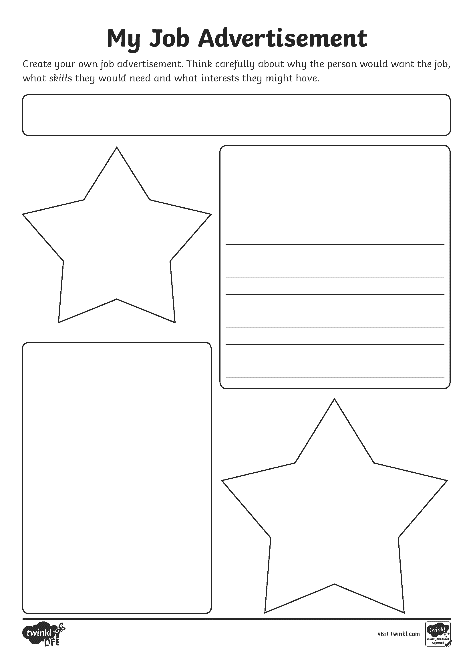 My Job Advertisement
Create your own job advertisement. Think carefully about why the person would want the job,
what skills they would need and what interests they might have.
twinkl
LIFE
visit twinkl.com
twinkl